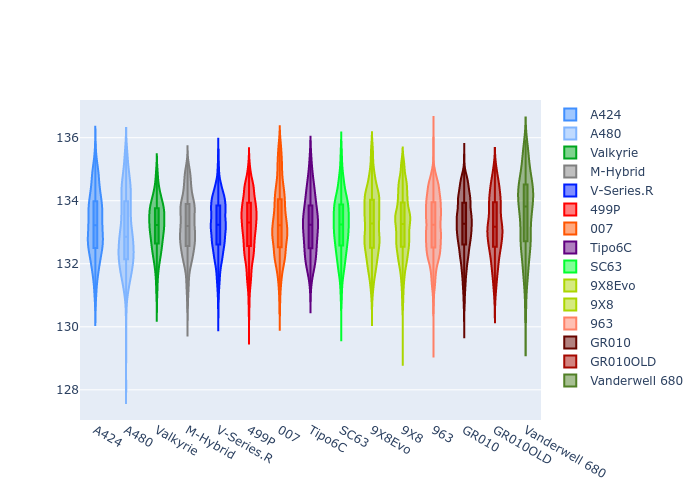 136
134
132
130
128
A424
A480
Valkyrie
M-Hybrid
V-Series.R
499P
007
Tipo6C
SC63
9X8Evo
9X8
963
GR010
GR010OLD
Vanderwell 680
A424
A480
Valkyrie
M-Hybrid
V-Series.R
499P
007
Tipo6C
SC63
9X8Evo
9X8
963
GR010
GR010OLD
Vanderwell 680